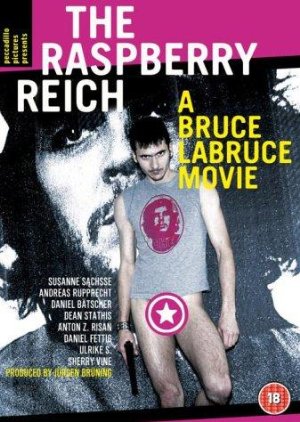 peccadillo
pictures
presents
THE
RASPBERRY
REICH
A
BRUCE
LABRUCE
MOVIE
SUSANNE SACHSSE
ANDREAS RUPPRECHT
DANIEL BÄTSCHER
DEAN STATHIS
ANTON Z. RISAN
DANIEL FETTIG
ULRIKE S.
SHERRY VINE
PRODUCED BY JÜRGEN BRÜNING
18